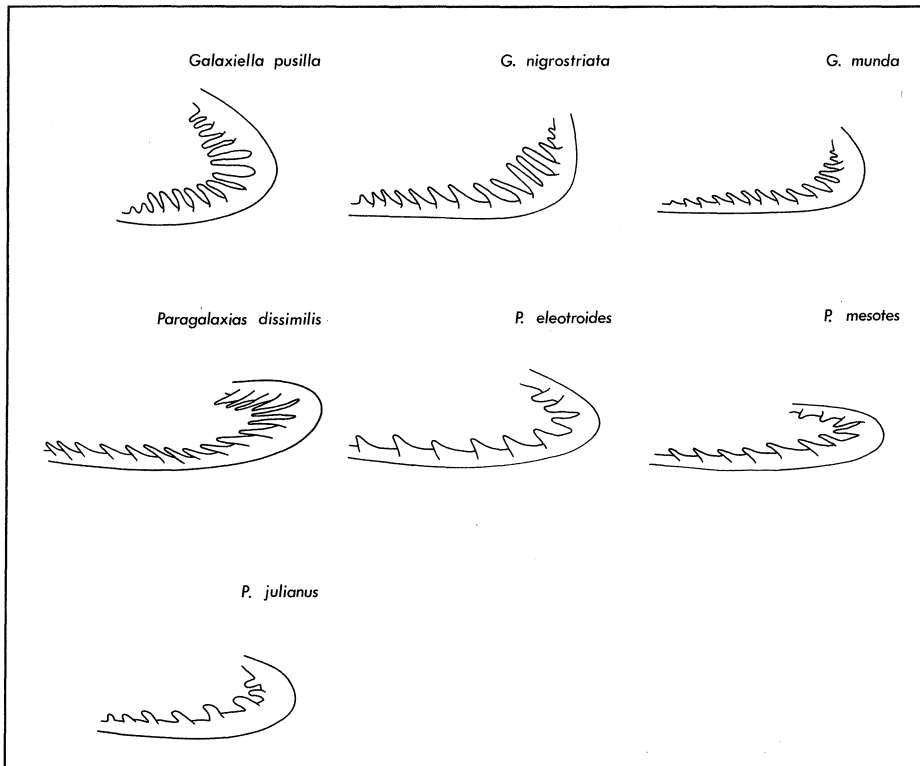 Galaxiella pusilla
G. nigrostriata
G. munda
Paragalaxias dissimilis
P. eleotroides
P. mesotes
P. julianus